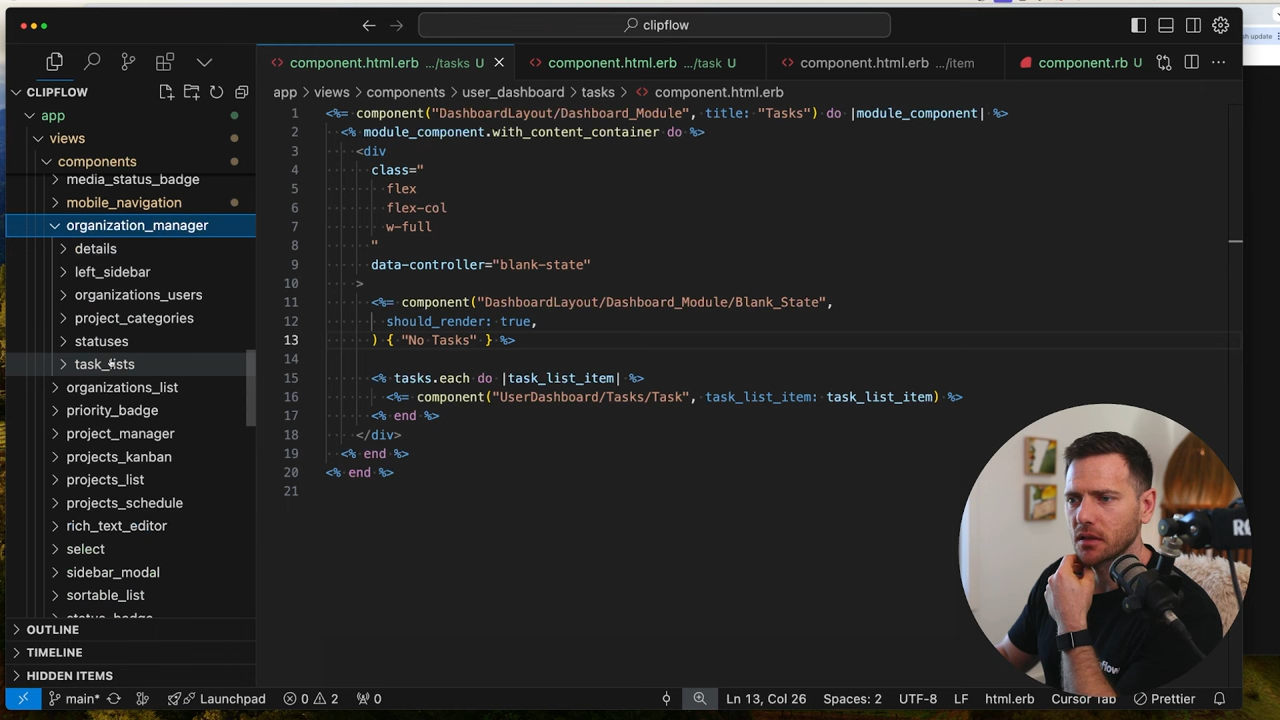 clipflow
sh update
component.html.erb .../tasks U
component.html.erb .../task U
component.html.erb .../item
component.rb U
CLIPFLOW
app
views
components
media_status_badge
mobile_navigation
organization_manager
details
left_sidebar
organizations_users
project_categories
statuses
task_lists
organizations_list
priority_badge
project_manager
projects_kanban
projects_list
projects_schedule
rich_text_editor
select
sidebar_modal
sortable_list
OUTLINE
TIMELINE
HIDDEN ITEMS
app > views > components > user_dashboard > tasks > component.html.erb
1 <%= component("DashboardLayout/Dashboard_Module", title: "Tasks") do |module_component| %>
2 <% module_component.with_content_container do %>
3 <div
4 class="
5 flex
6 flex-col
7 w-full
8 "
9 data-controller="blank-state"
10 >
11 <%= component("DashboardLayout/Dashboard_Module/Blank_State",
12 should_render: true,
13 ) { "No Tasks" } %>
14
15 <% tasks.each do |task_list_item| %>
16 <%= component("UserDashboard/Tasks/Task", task_list_item: task_list_item) %>
17 <% end %>
18 </div>
19 <% end %>
20 <% end %>
21
main* Launchpad 0 2 0
Ln 13, Col 26 Spaces: 2 UTF-8 LF html.erb Cursor Tab Prettier